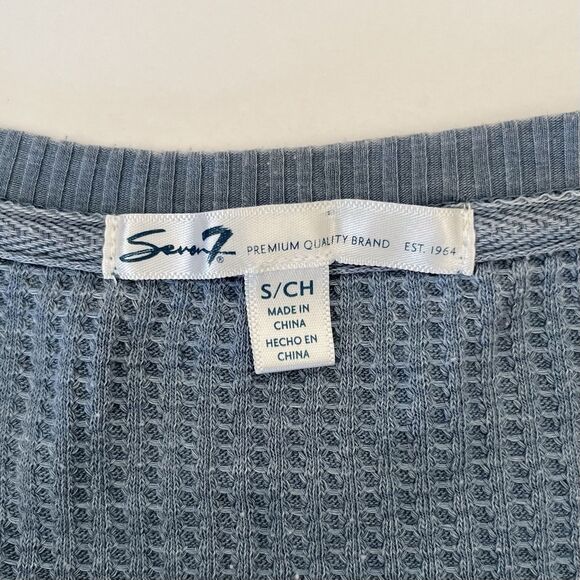 Seven7® PREMIUM QUALITY BRAND EST. 1964
S/CH
MADE IN
CHINA
HECHO EN
CHINA